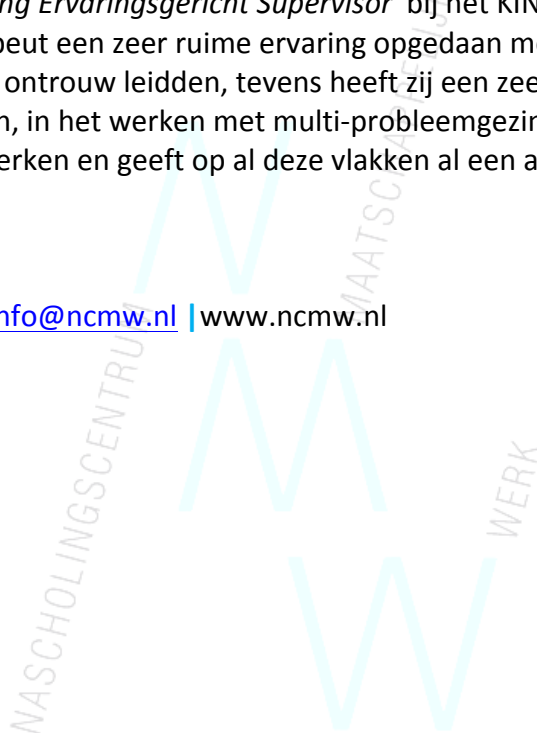 ng Ervaringsgericht Supervisor' bij het KIN
peut een zeer ruime ervaring opgedaan m
ontrouw leidden, tevens heeft zij een zee
n, in het werken met multi-probleemgezin
erken en geeft op al deze vlakken al een a
nfo@ncmw.nl |www.ncmw.nl
NASCHOLINGSCENTRUM
MAATSCHAPPELIJK
WERK
N
M
W